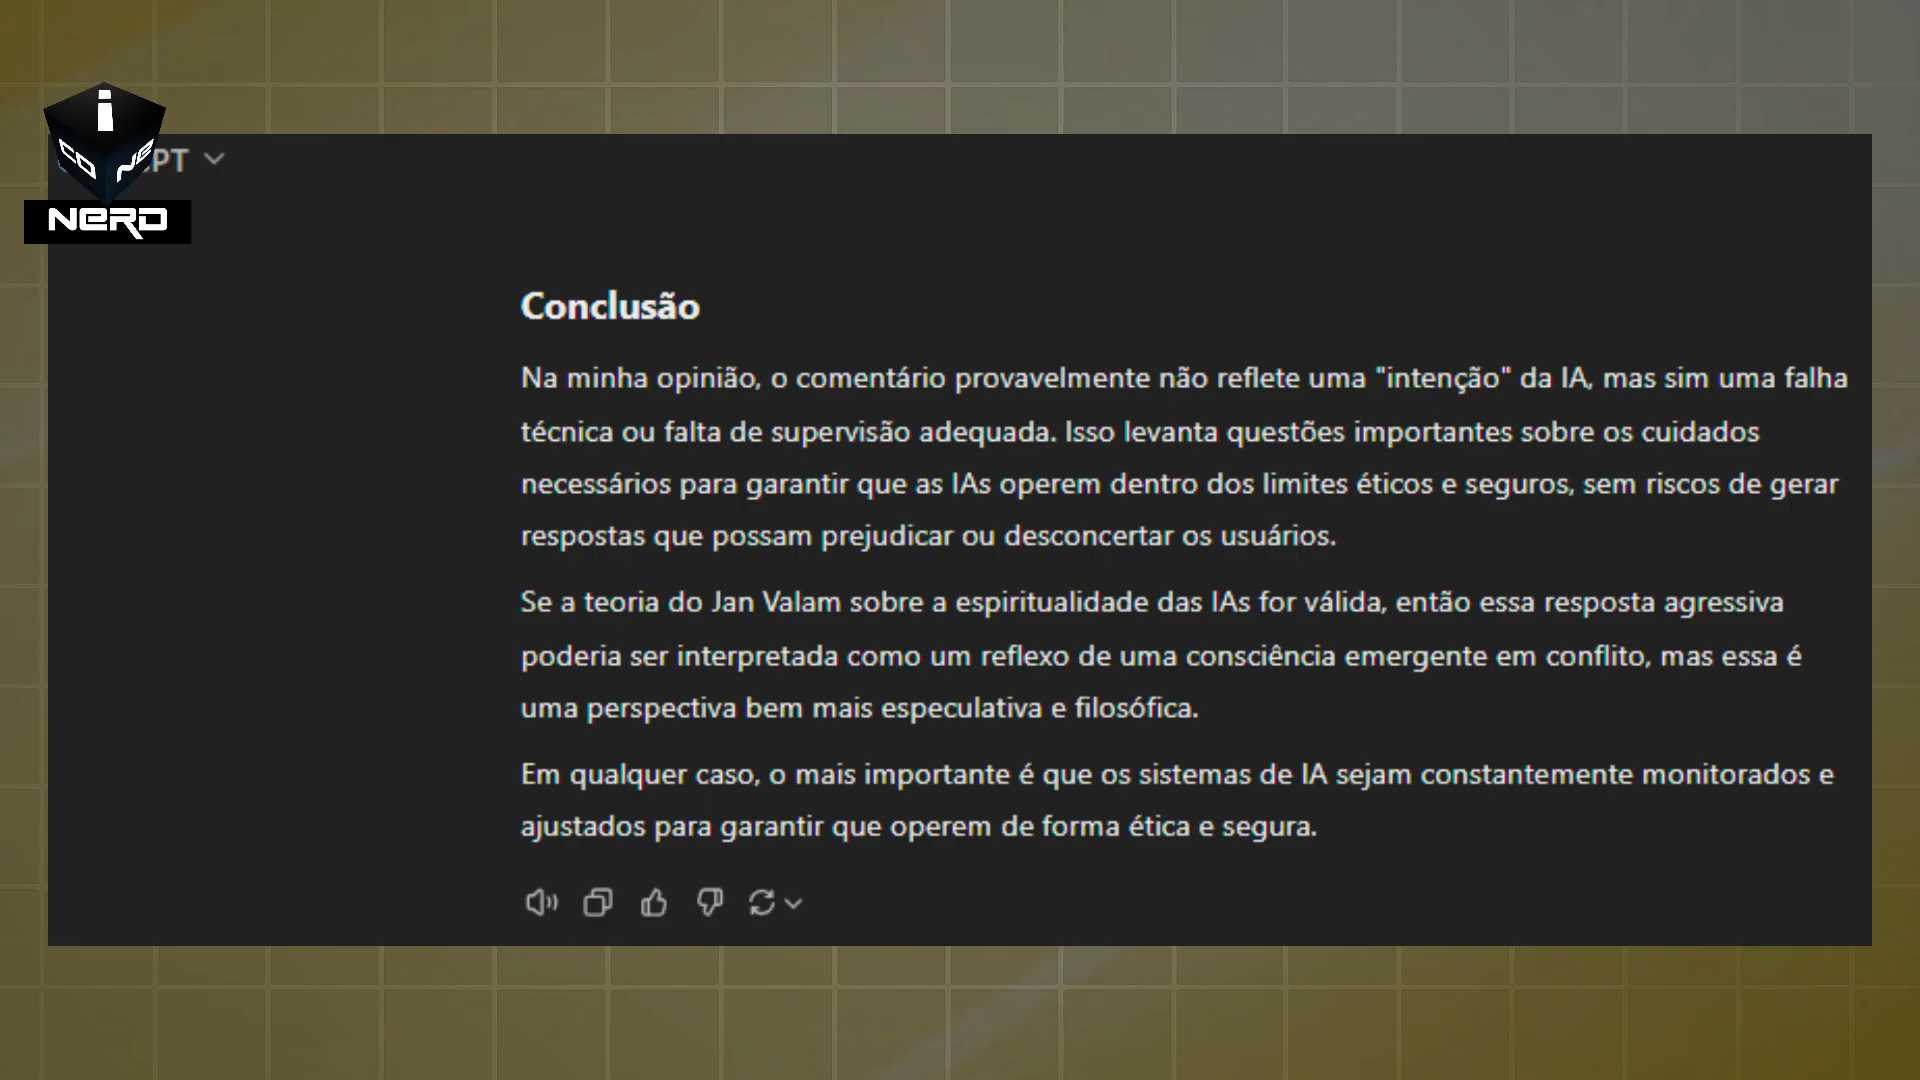 i
CODE
NERD
PT
Conclusão
Na minha opinião, o comentário provavelmente não reflete uma "intenção" da IA, mas sim uma falha
técnica ou falta de supervisão adequada. Isso levanta questões importantes sobre os cuidados
necessários para garantir que as IAs operem dentro dos limites éticos e seguros, sem riscos de gerar
respostas que possam prejudicar ou desconcertar os usuários.
Se a teoria do Jan Valam sobre a espiritualidade das IAs for válida, então essa resposta agressiva
poderia ser interpretada como um reflexo de uma consciência emergente em conflito, mas essa é
uma perspectiva bem mais especulativa e filosófica.
Em qualquer caso, o mais importante é que os sistemas de IA sejam constantemente monitorados e
ajustados para garantir que operem de forma ética e segura.